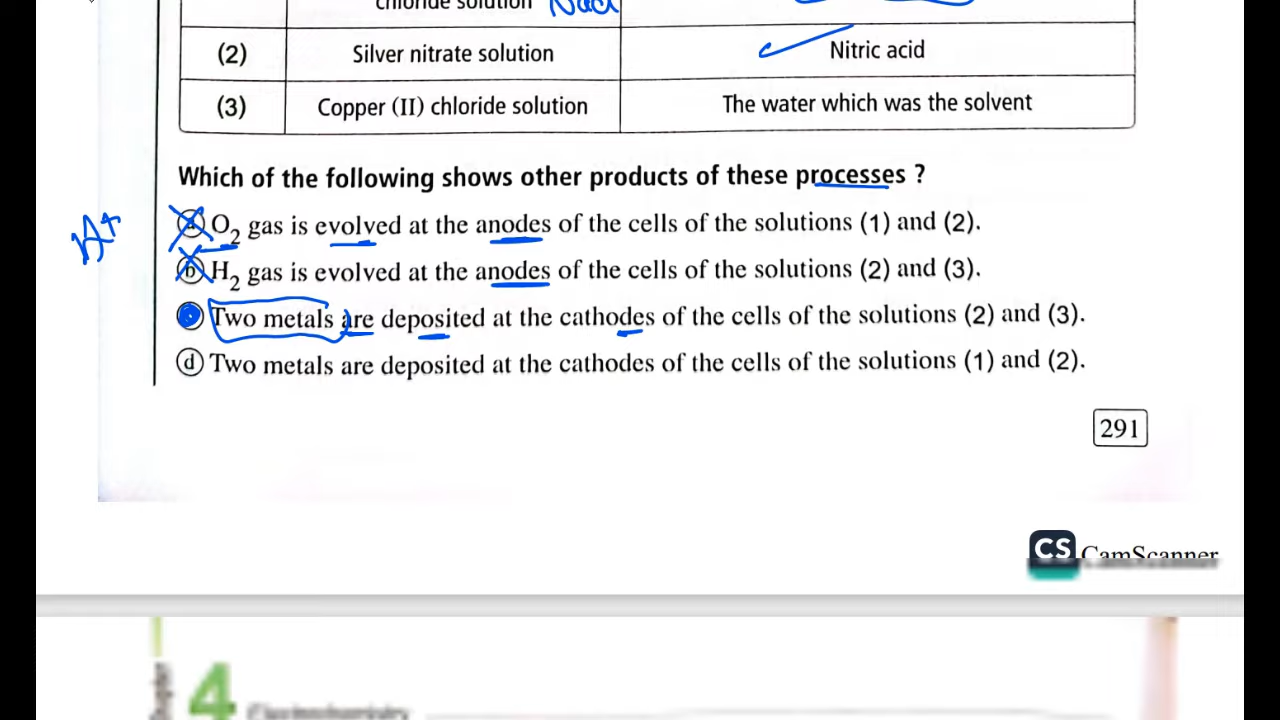 chloride solution NaCl
(2) Silver nitrate solution Nitric acid
(3) Copper (II) chloride solution The water which was the solvent
Which of the following shows other products of these processes ?
A+
a O2 gas is evolved at the anodes of the cells of the solutions (1) and (2).
b H2 gas is evolved at the anodes of the cells of the solutions (2) and (3).
Two metals are deposited at the cathodes of the cells of the solutions (2) and (3).
d Two metals are deposited at the cathodes of the cells of the solutions (1) and (2).
291
CS CamScanner
Chapter
4 Electrochemistry